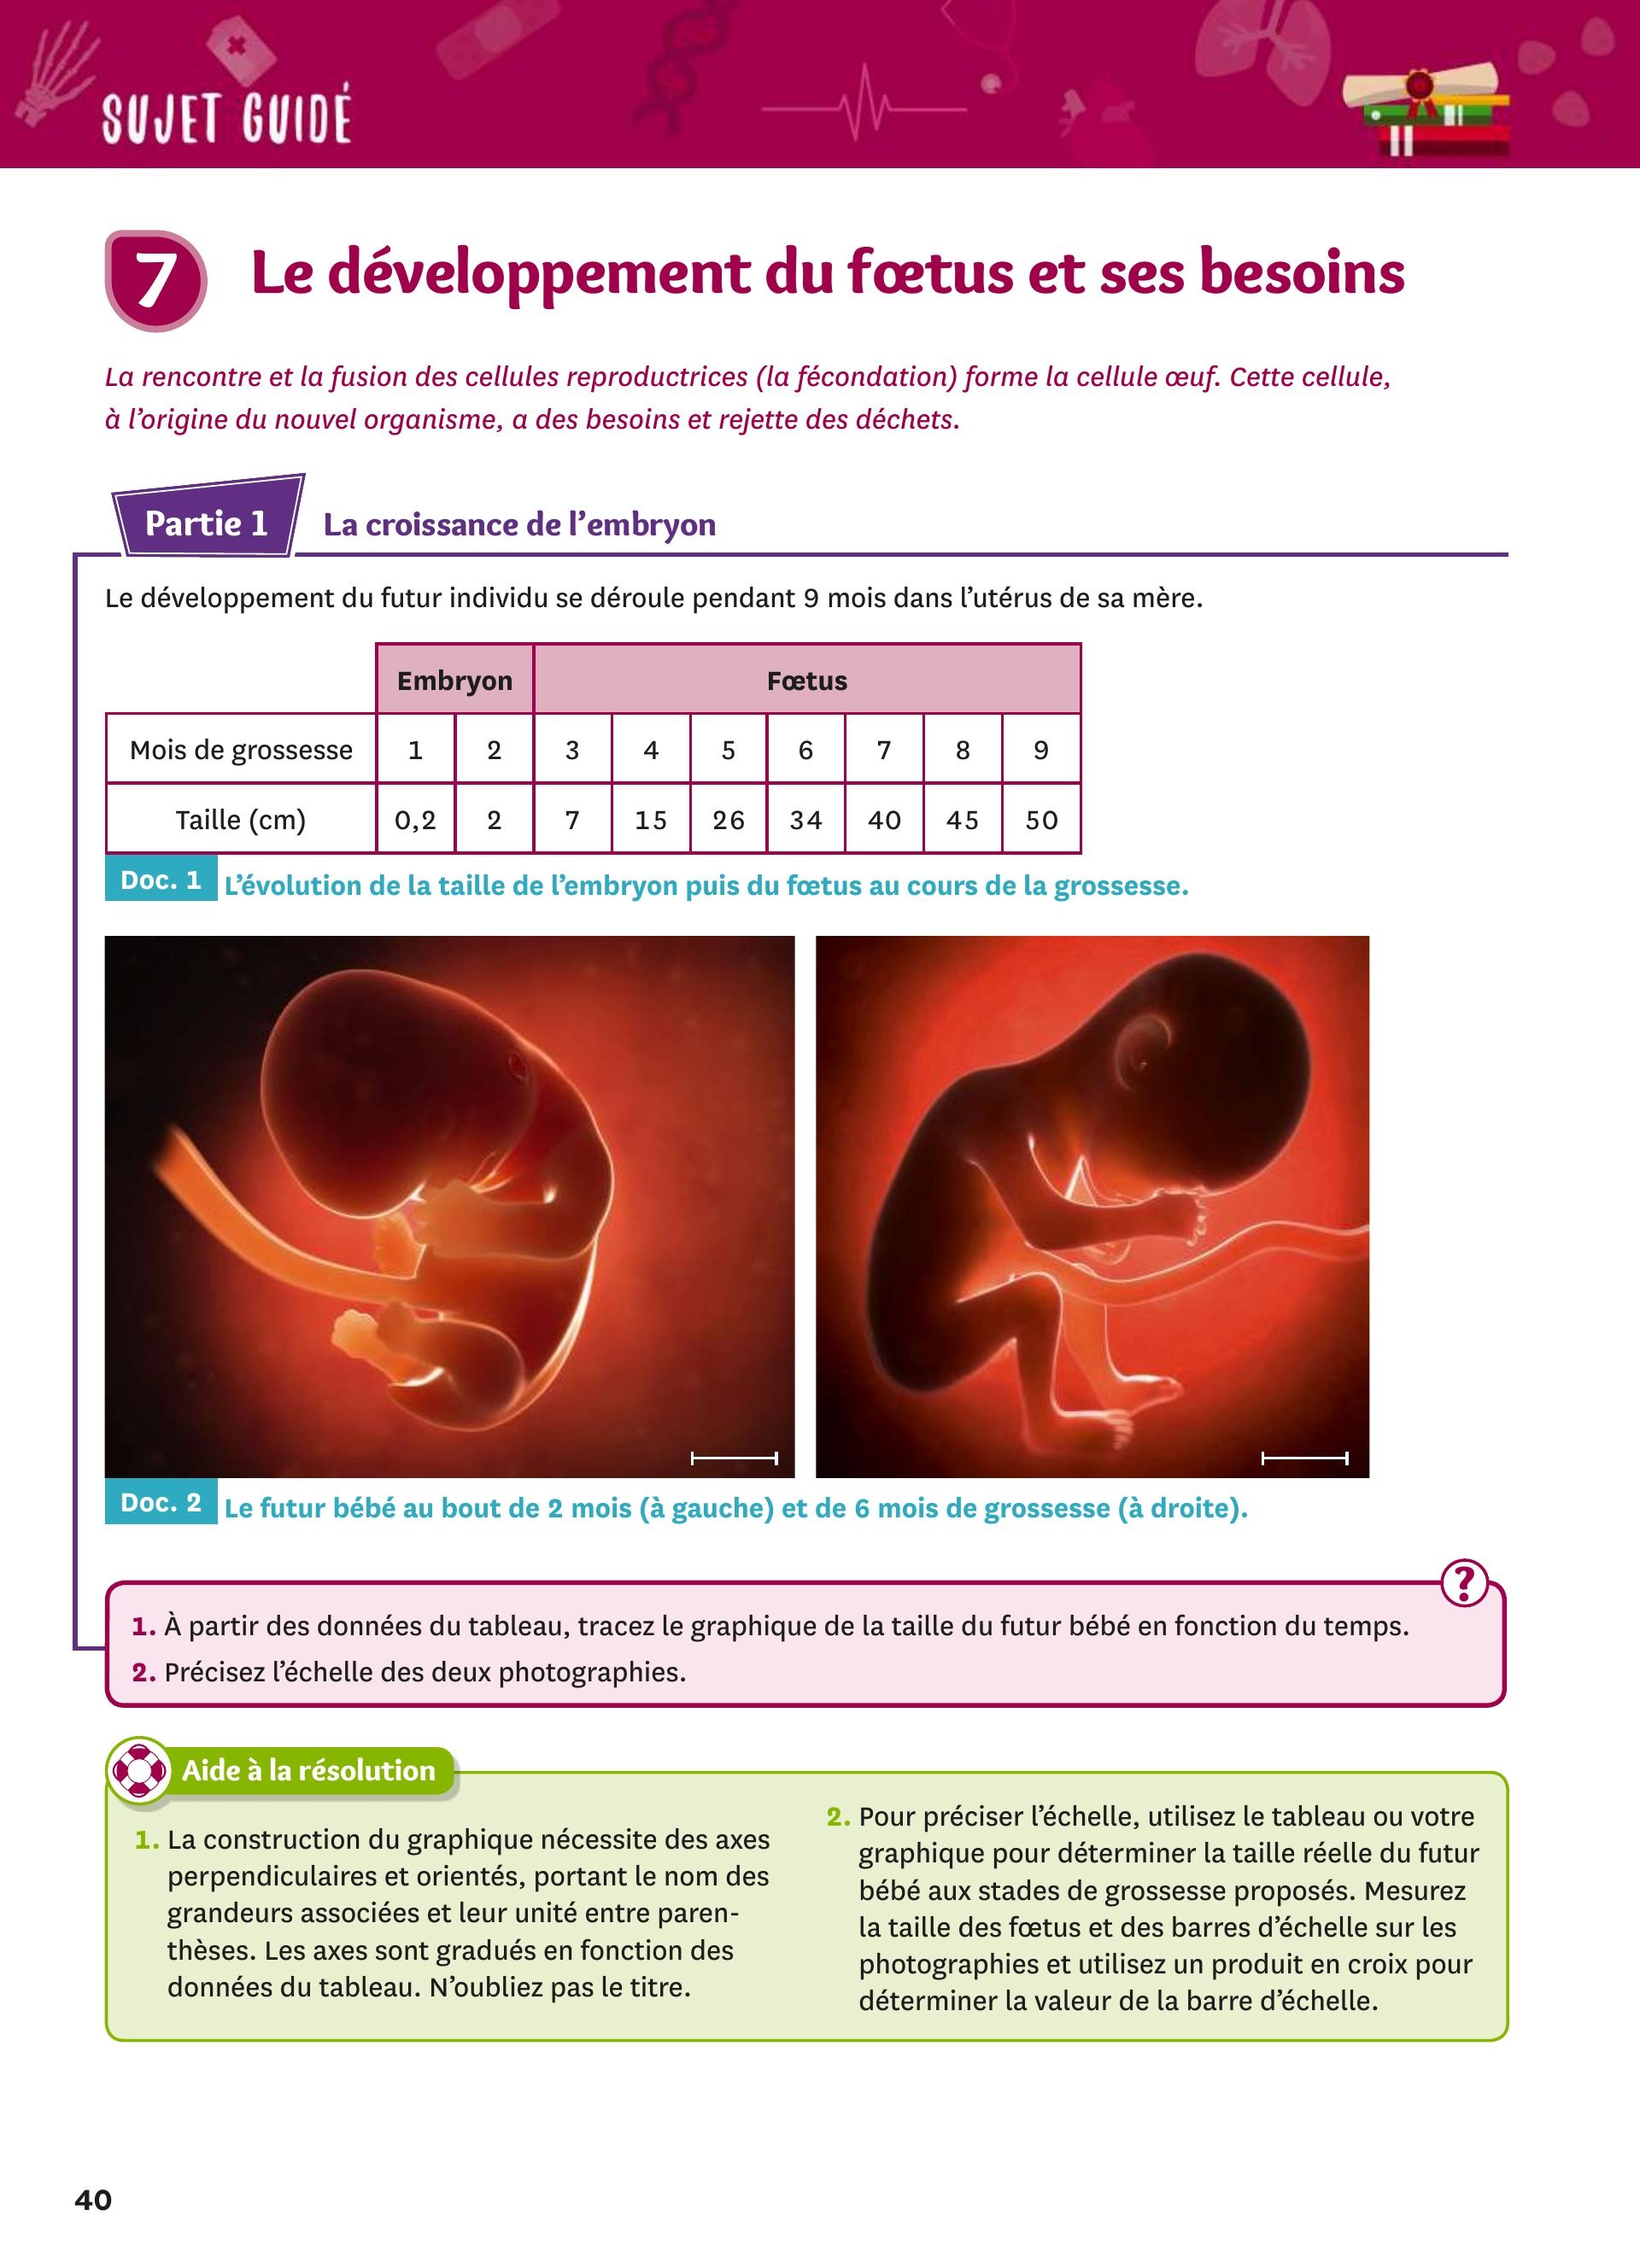 SUJET GUIDÉ
7 Le développement du fœtus et ses besoins
La rencontre et la fusion des cellules reproductrices (la fécondation) forme la cellule œuf. Cette cellule,
à l’origine du nouvel organisme, a des besoins et rejette des déchets.
Partie 1 La croissance de l’embryon
Le développement du futur individu se déroule pendant 9 mois dans l’utérus de sa mère.
Embryon Fœtus
Mois de grossesse 1 2 3 4 5 6 7 8 9
Taille (cm) 0,2 2 7 15 26 34 40 45 50
Doc. 1 L’évolution de la taille de l’embryon puis du fœtus au cours de la grossesse.
Doc. 2 Le futur bébé au bout de 2 mois (à gauche) et de 6 mois de grossesse (à droite).
?
1. À partir des données du tableau, tracez le graphique de la taille du futur bébé en fonction du temps.
2. Précisez l’échelle des deux photographies.
Aide à la résolution
1. La construction du graphique nécessite des axes
perpendiculaires et orientés, portant le nom des
grandeurs associées et leur unité entre paren-
thèses. Les axes sont gradués en fonction des
données du tableau. N’oubliez pas le titre.
2. Pour préciser l’échelle, utilisez le tableau ou votre
graphique pour déterminer la taille réelle du futur
bébé aux stades de grossesse proposés. Mesurez
la taille des fœtus et des barres d’échelle sur les
photographies et utilisez un produit en croix pour
déterminer la valeur de la barre d’échelle.
40